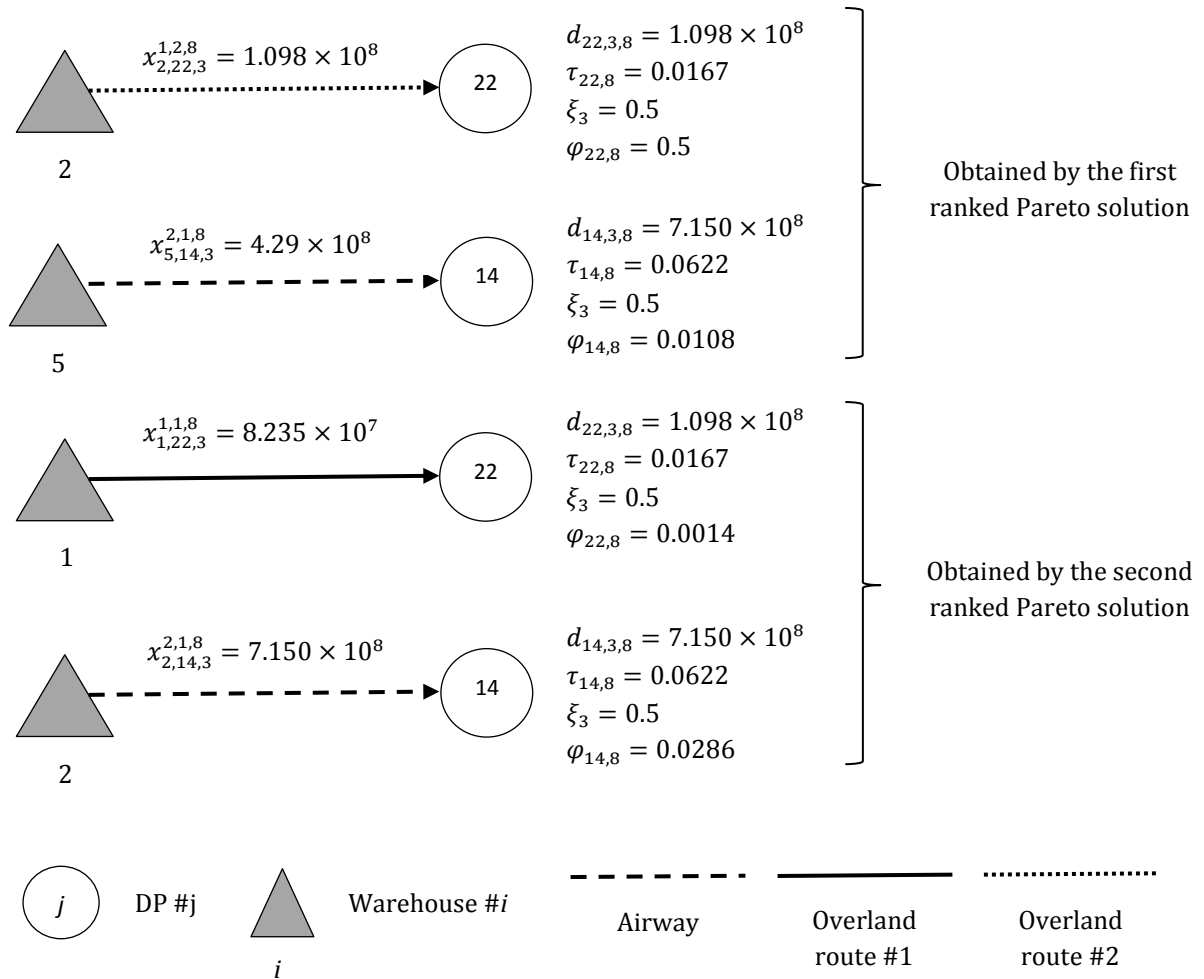 x_{2,22,3}^{1,2,8} = 1.098 × 10^8
22
2
d_{22,3,8} = 1.098 × 10^8
τ_{22,8} = 0.0167
ξ_3 = 0.5
φ_{22,8} = 0.5
x_{5,14,3}^{2,1,8} = 4.29 × 10^8
14
5
d_{14,3,8} = 7.150 × 10^8
τ_{14,8} = 0.0622
ξ_3 = 0.5
φ_{14,8} = 0.0108
Obtained by the first
ranked Pareto solution
x_{1,22,3}^{1,1,8} = 8.235 × 10^7
22
1
d_{22,3,8} = 1.098 × 10^8
τ_{22,8} = 0.0167
ξ_3 = 0.5
φ_{22,8} = 0.0014
x_{2,14,3}^{2,1,8} = 7.150 × 10^8
14
2
d_{14,3,8} = 7.150 × 10^8
τ_{14,8} = 0.0622
ξ_3 = 0.5
φ_{14,8} = 0.0286
Obtained by the second
ranked Pareto solution
j
DP #j
i
Warehouse #i
Airway
Overland
route #1
Overland
route #2